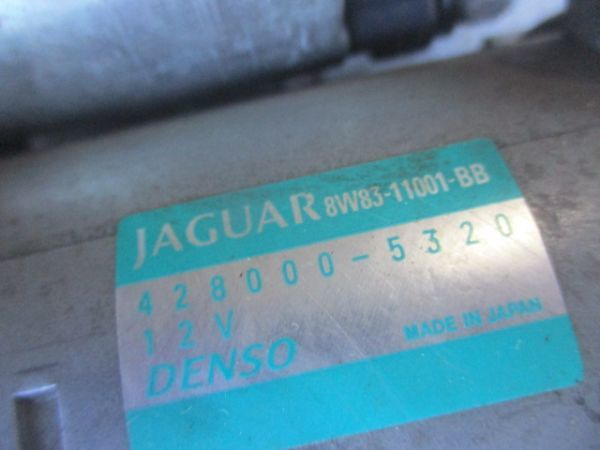 JAGUAR 8W83-11001-BB
428000-5320
12V
DENSO MADE IN JAPAN